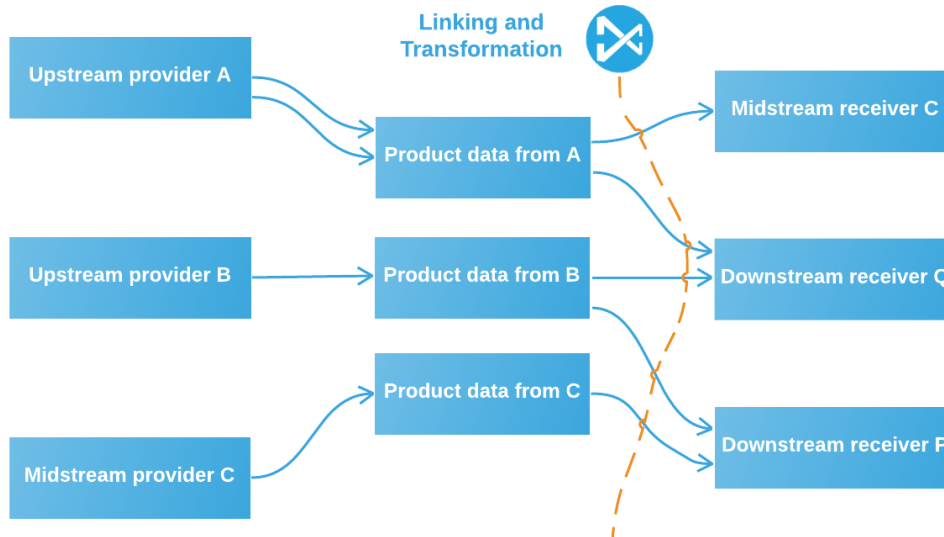 Linking and
Transformation
Upstream provider A
Product data from A
Midstream receiver C
Upstream provider B
Product data from B
Downstream receiver Q
Product data from C
Midstream provider C
Downstream receiver P